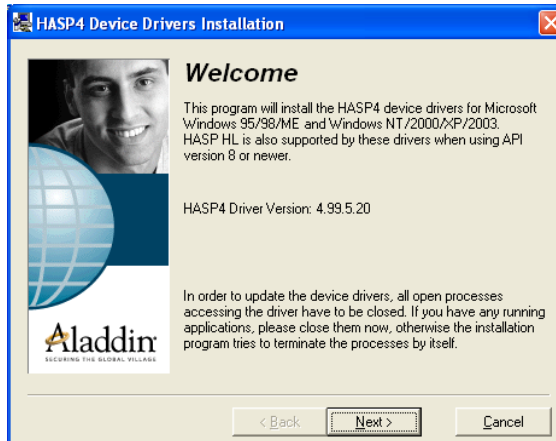 HASP4 Device Drivers Installation
Welcome
This program will install the HASP4 device drivers for Microsoft
Windows 95/98/ME and Windows NT/2000/XP/2003.
HASP HL is also supported by these drivers when using API
version 8 or newer.
HASP4 Driver Version: 4.99.5.20
In order to update the device drivers, all open processes
accessing the driver have to be closed. If you have any running
applications, please close them now, otherwise the installation
program tries to terminate the processes by itself.
Aladdin
SECURING THE GLOBAL VILLAGE
< Back
Next >
Cancel